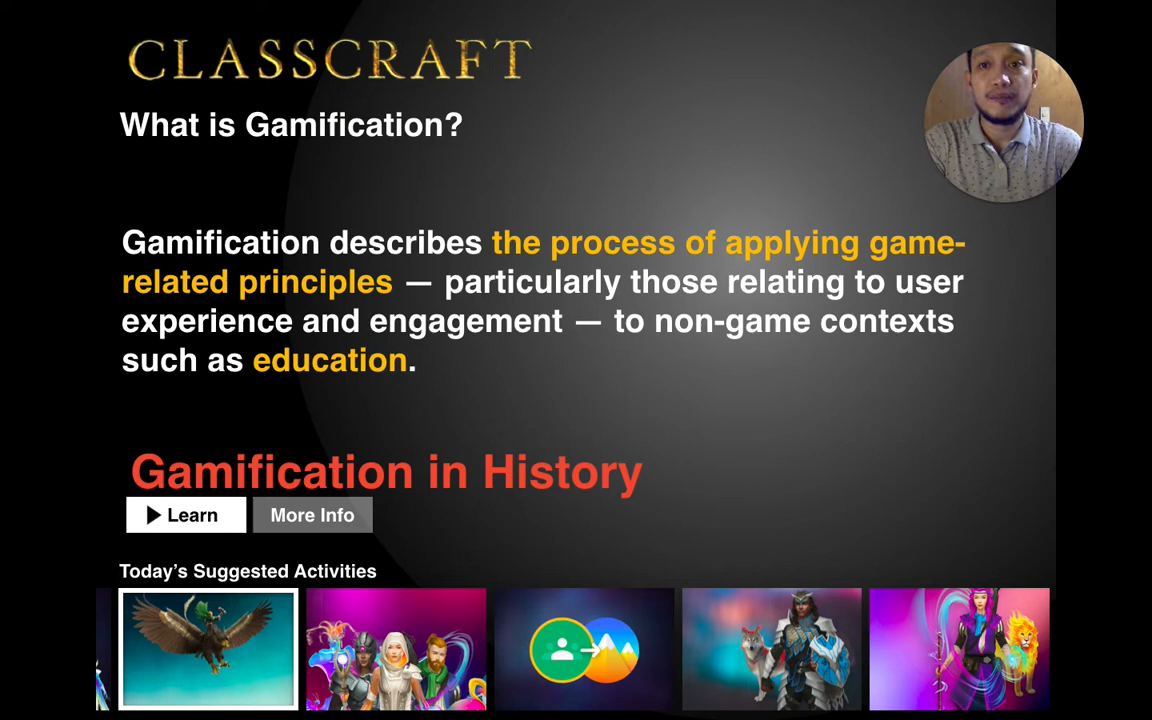 CLASSCRAFT
What is Gamification?
Gamification describes the process of applying game-
related principles — particularly those relating to user
experience and engagement — to non-game contexts
such as education.
Gamification in History
Learn
More Info
Today’s Suggested Activities